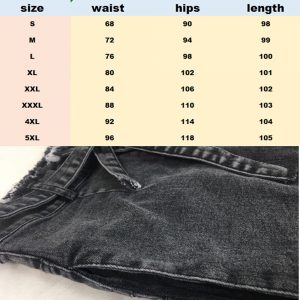 size waist hips length
S 68 90 98
M 72 94 99
L 76 98 100
XL 80 102 101
XXL 84 106 102
XXXL 88 110 103
4XL 92 114 104
5XL 96 118 105